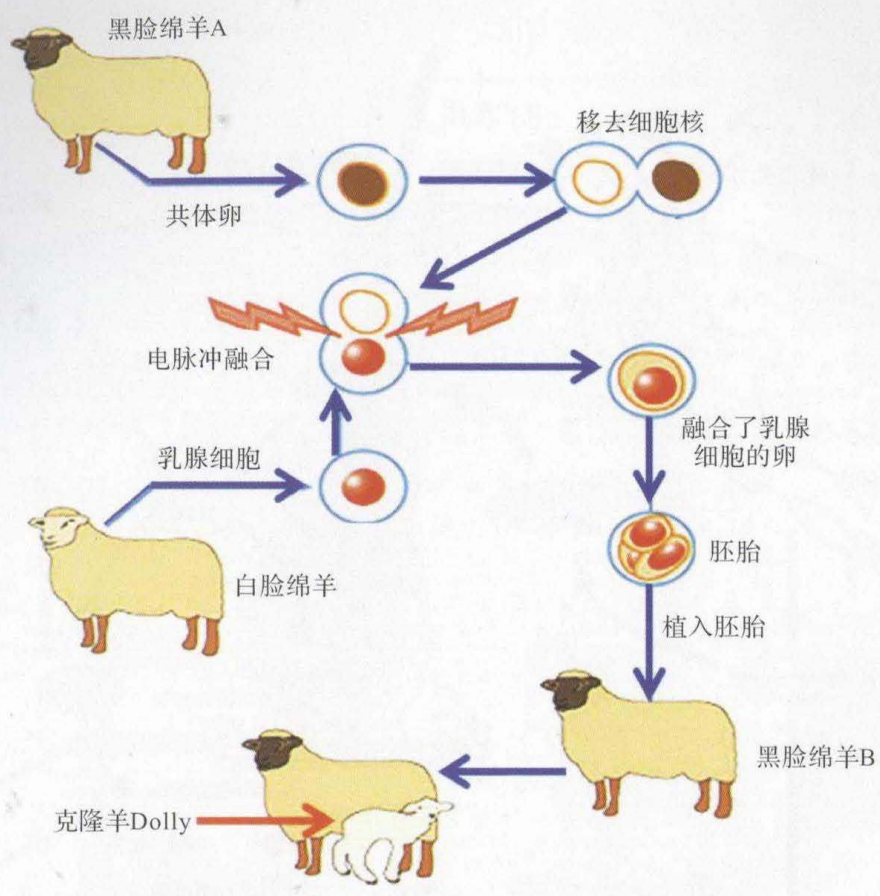 黑脸绵羊A
移去细胞核
共体卵
电脉冲融合
融合了乳腺
细胞的卵
乳腺细胞
胚胎
白脸绵羊
植入胚胎
黑脸绵羊B
克隆羊Dolly